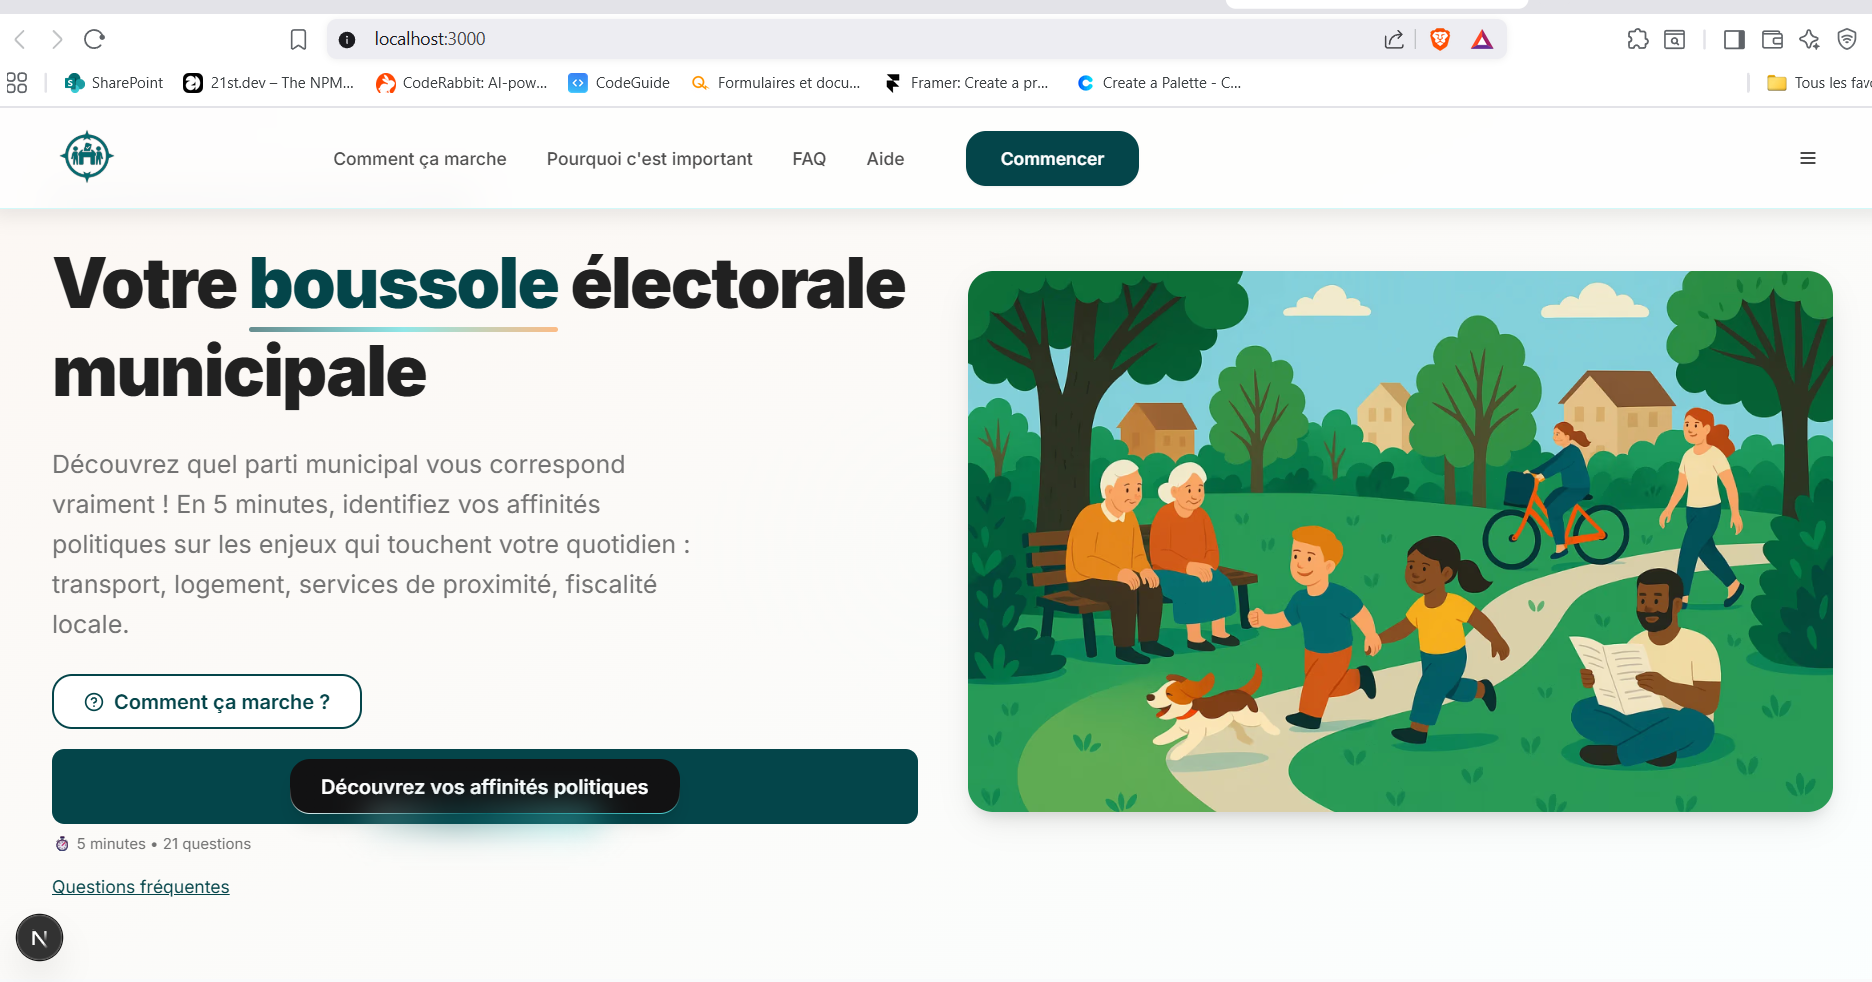 localhost:3000
SharePoint
21st.dev – The NPM...
CodeRabbit: AI-pow...
CodeGuide
Formulaires et docu...
Framer: Create a pr...
Create a Palette - C...
Tous les favo
Comment ça marche
Pourquoi c'est important
FAQ
Aide
Commencer
Votre boussole électorale
municipale
Découvrez quel parti municipal vous correspond
vraiment ! En 5 minutes, identifiez vos affinités
politiques sur les enjeux qui touchent votre quotidien :
transport, logement, services de proximité, fiscalité
locale.
Comment ça marche ?
Découvrez vos affinités politiques
5 minutes • 21 questions
Questions fréquentes
N